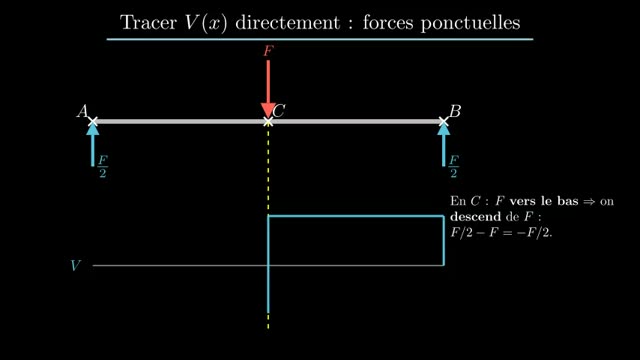 Tracer V(x) directement : forces ponctuelles
F
A
C
B
F/2
F/2
En C : F vers le bas ⇒ on
descend de F :
F/2 − F = −F/2.
V